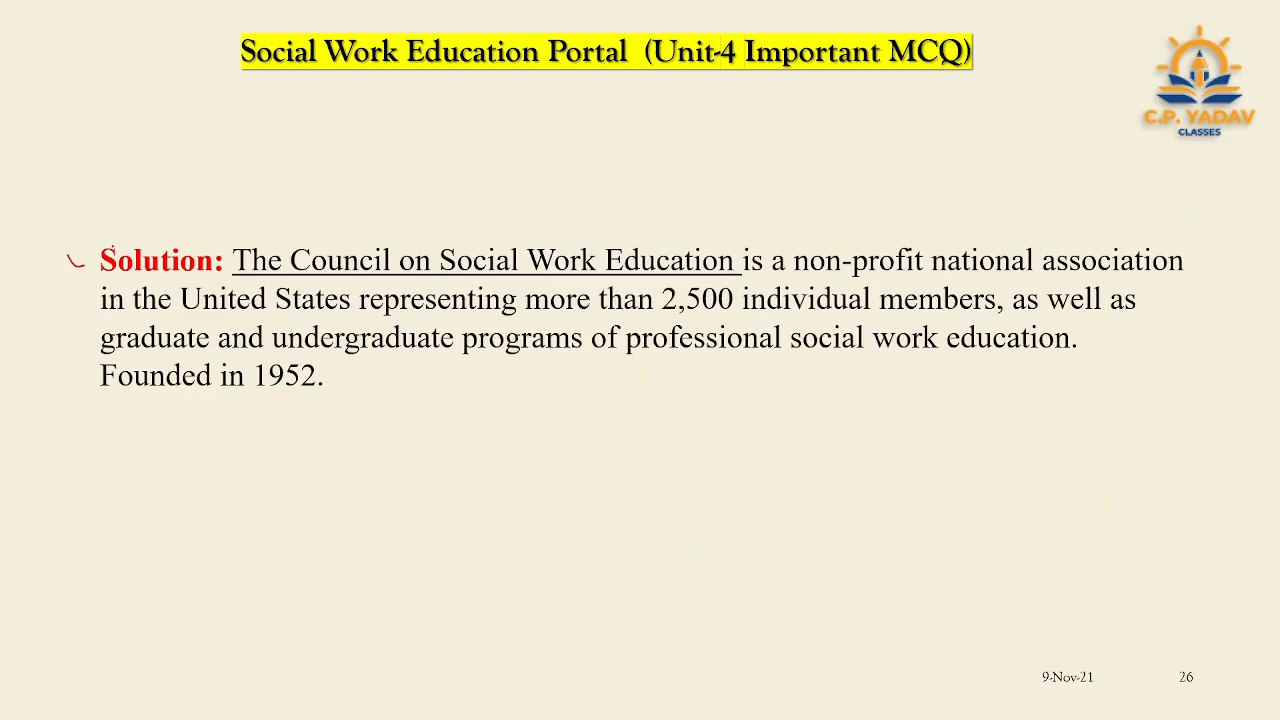 Social Work Education Portal (Unit-4 Important MCQ)
C.P. YADAV
CLASSES
Solution: The Council on Social Work Education is a non-profit national association
in the United States representing more than 2,500 individual members, as well as
graduate and undergraduate programs of professional social work education.
Founded in 1952.
9-Nov-21
26